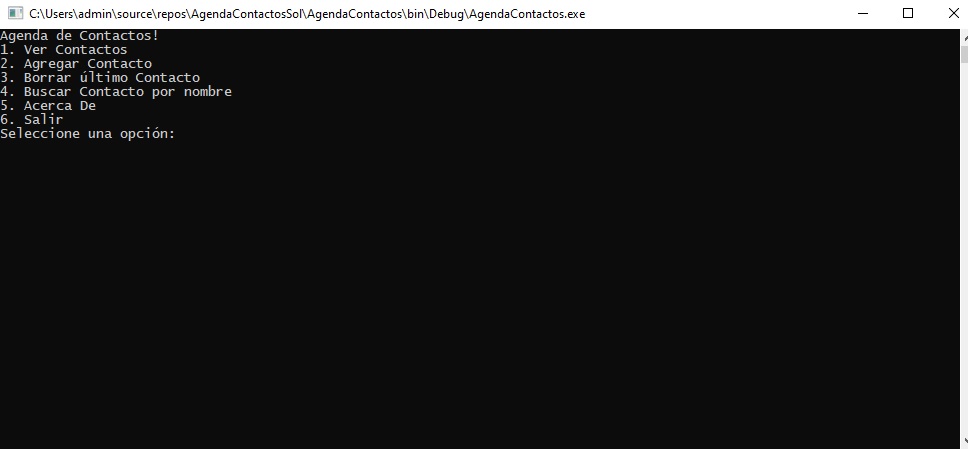 C:\Users\admin\source\repos\AgendaContactosSol\AgendaContactos\bin\Debug\AgendaContactos.exe
Agenda de Contactos!
1. Ver Contactos
2. Agregar Contacto
3. Borrar último Contacto
4. Buscar Contacto por nombre
5. Acerca De
6. Salir
Seleccione una opción: